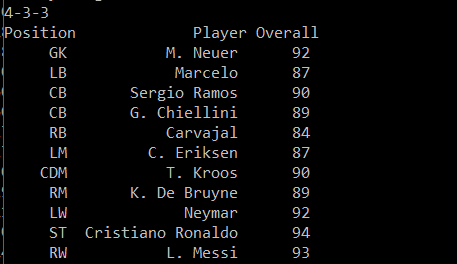 4-3-3
Position Player Overall
GK M. Neuer 92
LB Marcelo 87
CB Sergio Ramos 90
CB G. Chiellini 89
RB Carvajal 84
LM C. Eriksen 87
CDM T. Kroos 90
RM K. De Bruyne 89
LW Neymar 92
ST Cristiano Ronaldo 94
RW L. Messi 93